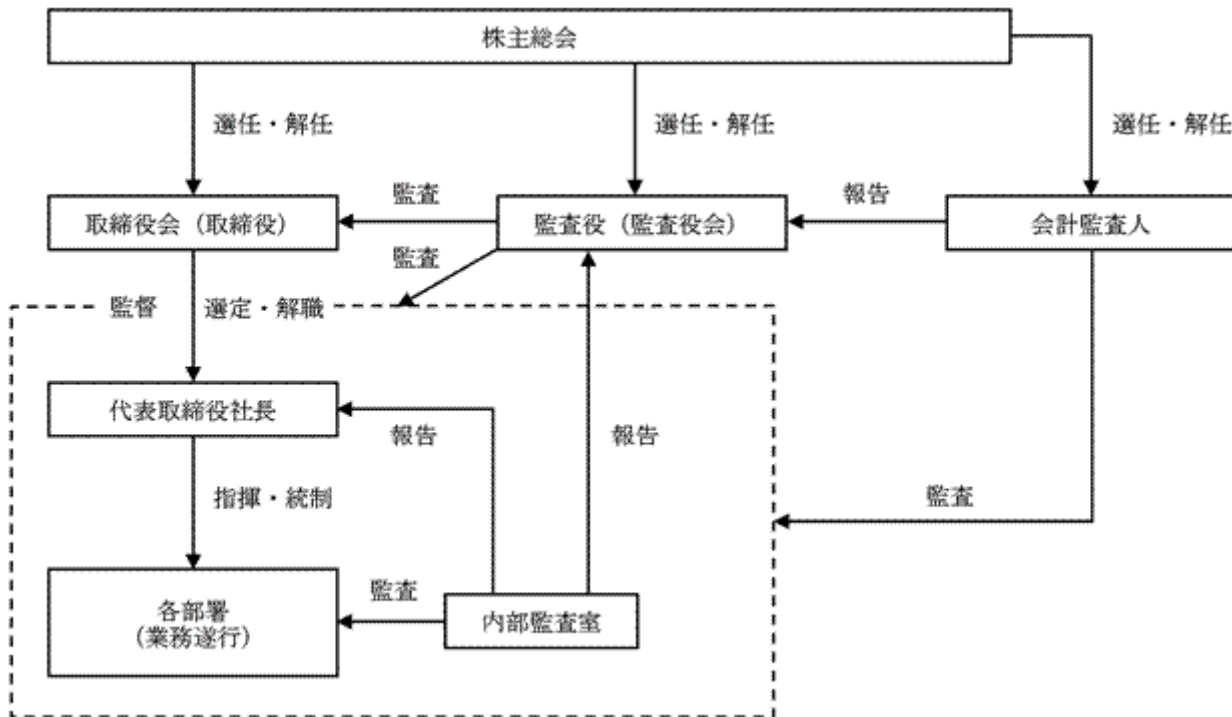 株主総会
選任・解任
選任・解任
選任・解任
監査
報告
取締役会（取締役）
監査役（監査役会）
会計監査人
監査
監督
選定・解職
代表取締役社長
報告
報告
指揮・統制
監査
監査
各部署
（業務遂行）
内部監査室